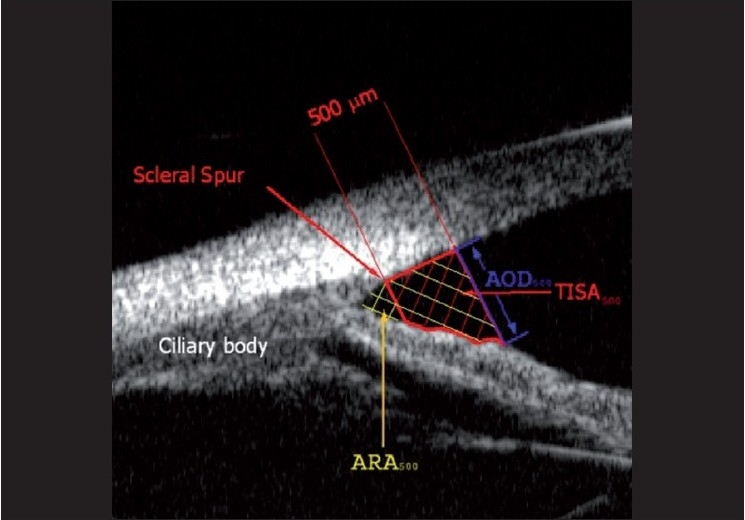 500 μm
Scleral Spur
AOD500
TISA500
Ciliary body
ARA500